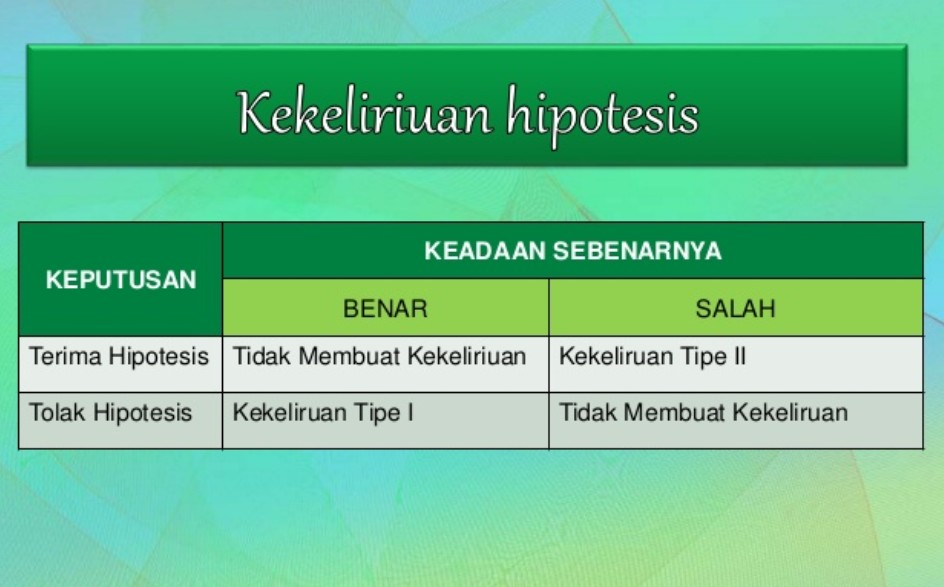 Kekeliriuan hipotesis
KEPUTUSAN
KEADAAN SEBENARNYA
BENAR
SALAH
Terima Hipotesis
Tidak Membuat Kekeliriuan
Kekeliruan Tipe II
Tolak Hipotesis
Kekeliruan Tipe I
Tidak Membuat Kekeliruan